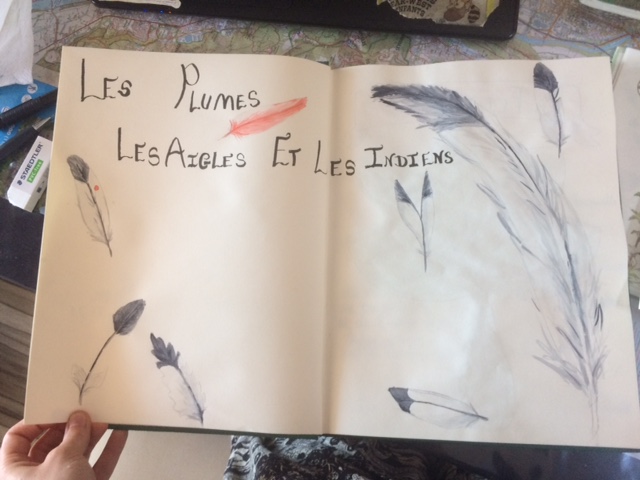 Les Plumes
Les Aigles Et Les Indiens
STAEDTLER